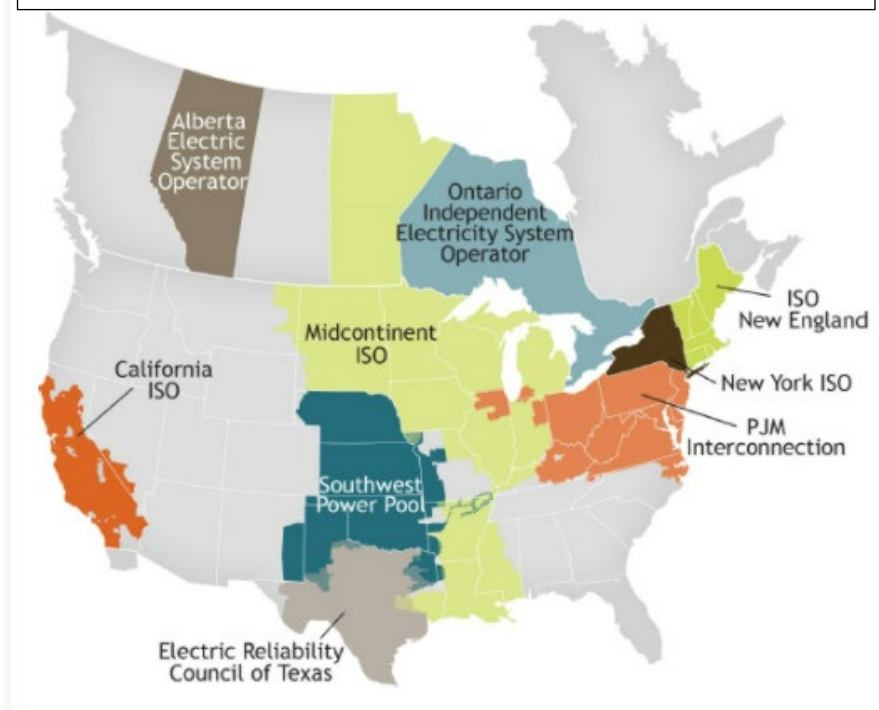 Alberta
Electric
System
Operator
Ontario
Independent
Electricity System
Operator
ISO
New England
Midcontinent
ISO
California
ISO
New York ISO
PJM
Interconnection
Southwest
Power Pool
Electric Reliability
Council of Texas